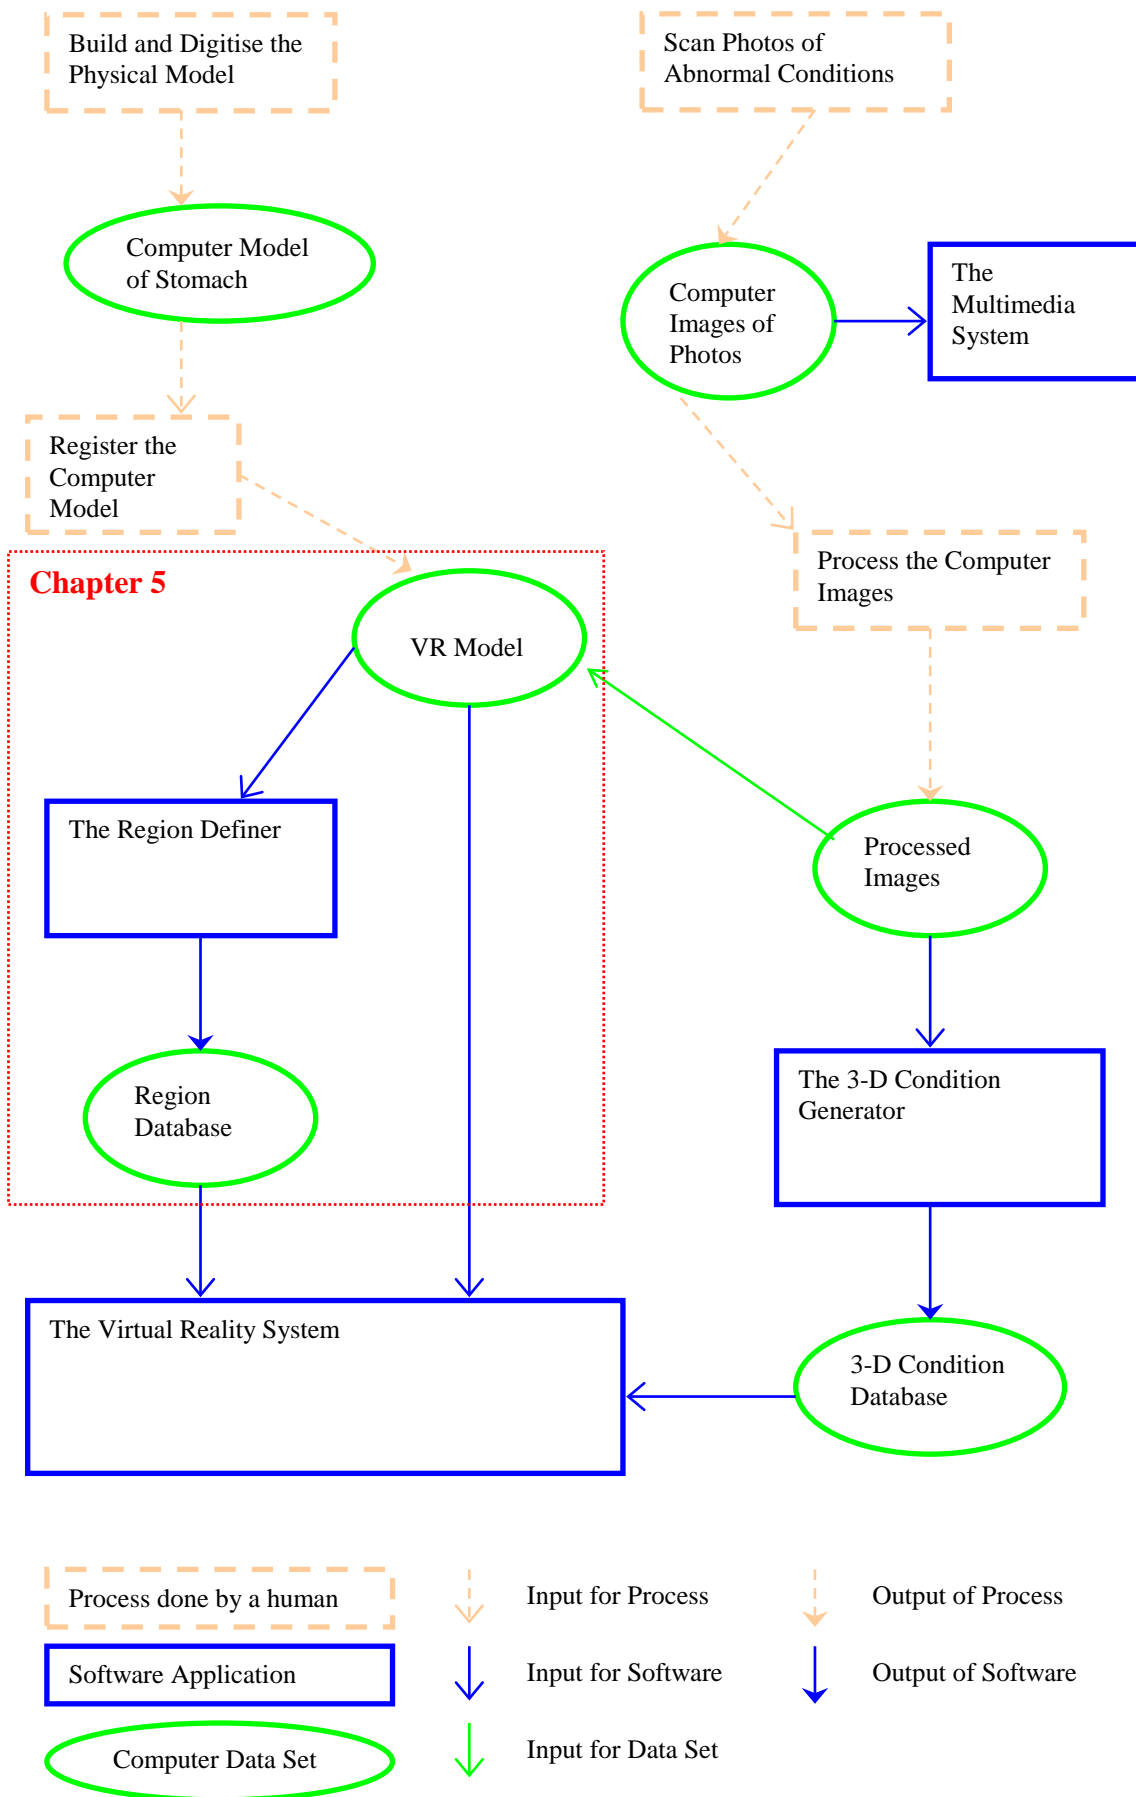 Build and Digitise the
Physical Model
Scan Photos of
Abnormal Conditions
Computer Model
of Stomach
Computer
Images of
Photos
The
Multimedia
System
Register the
Computer
Model
Process the Computer
Images
Chapter 5
VR Model
The Region Definer
Processed
Images
Region
Database
The 3-D Condition
Generator
The Virtual Reality System
3-D Condition
Database
Process done by a human
Input for Process
Output of Process
Software Application
Input for Software
Output of Software
Computer Data Set
Input for Data Set